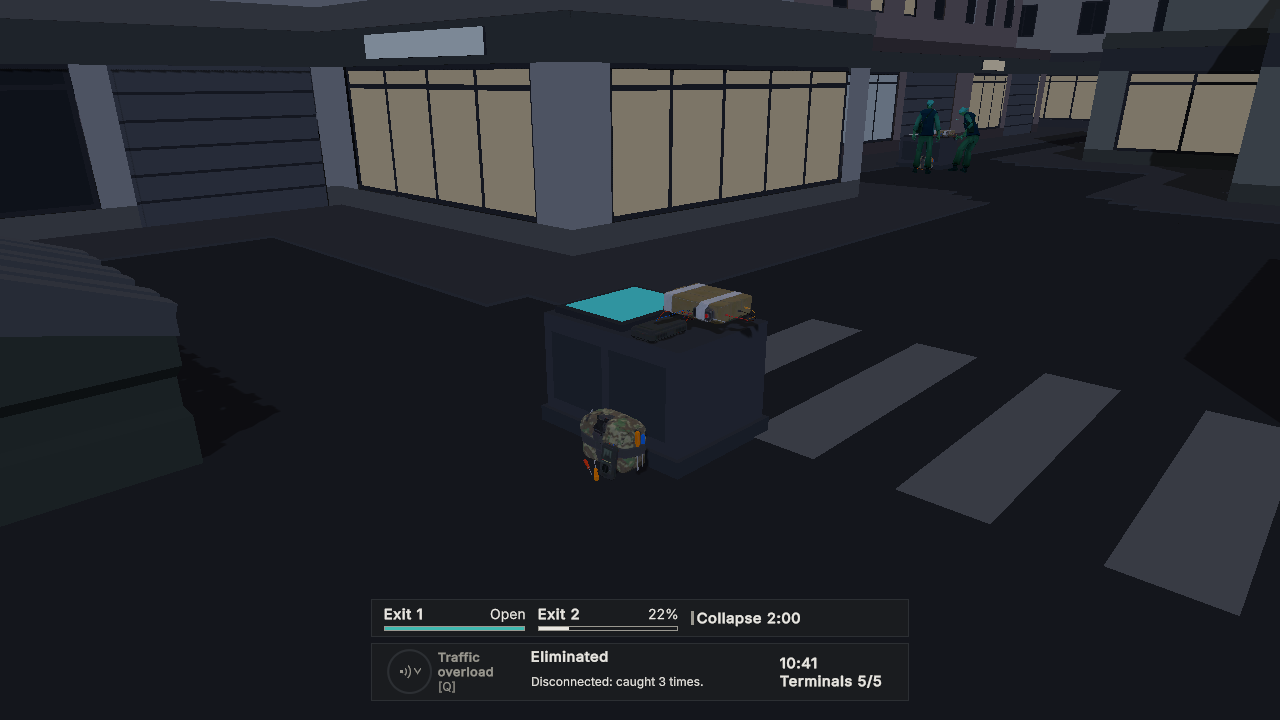 Exit 1 Open Exit 2 22% Collapse 2:00
Traffic overload [Q]
Eliminated
Disconnected: caught 3 times.
10:41
Terminals 5/5